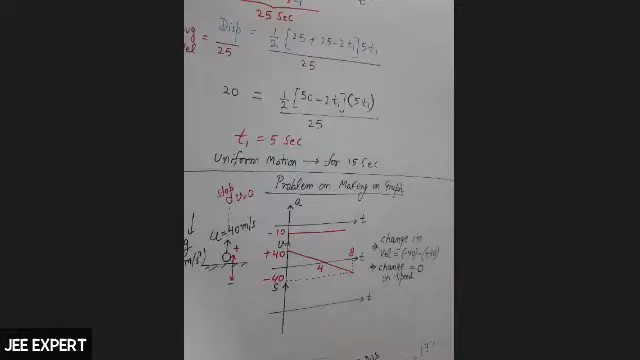 25 Sec
Disp = 1/2 [25 + 25 - 2t₁] 5t₁
vel = 25 25
20 = 1/2 [50 - 2t₁] (5t₁)
25
t₁ = 5 Sec
Uniform Motion → for 15 Sec
Problem on Making on Graph
stop v=0
a
t
-10
u = 40 m/s
v
+40
8
t
4
-40
+
-
→ change in
vel = (-40) - (+40)
→ change = 0
in speed
S
t
JEE EXPERT